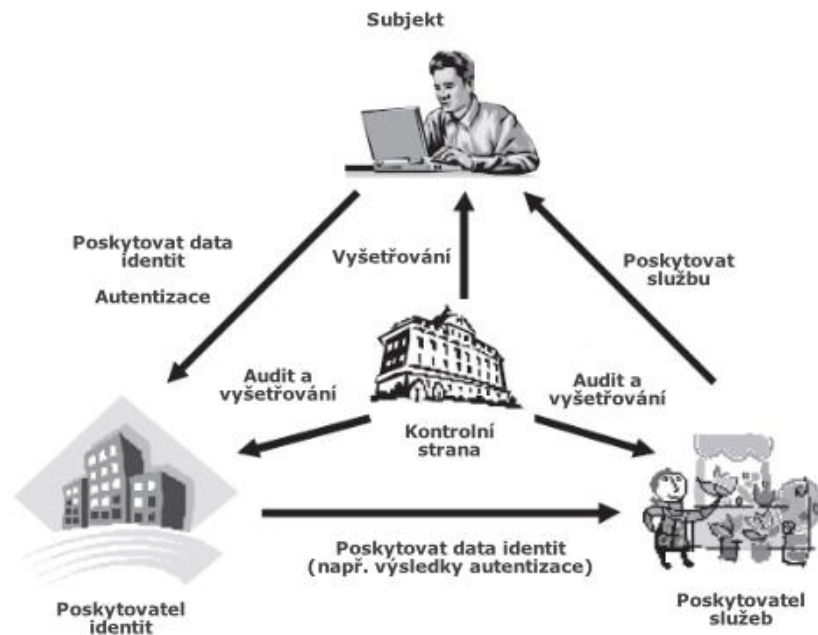 Subjekt
Poskytovat data
identit
Autentizace
Vyšetřování
Poskytovat
službu
Audit a
vyšetřování
Audit a
vyšetřování
Kontrolní
strana
Poskytovat data identit
(např. výsledky autentizace)
Poskytovatel
identit
Poskytovatel
služeb